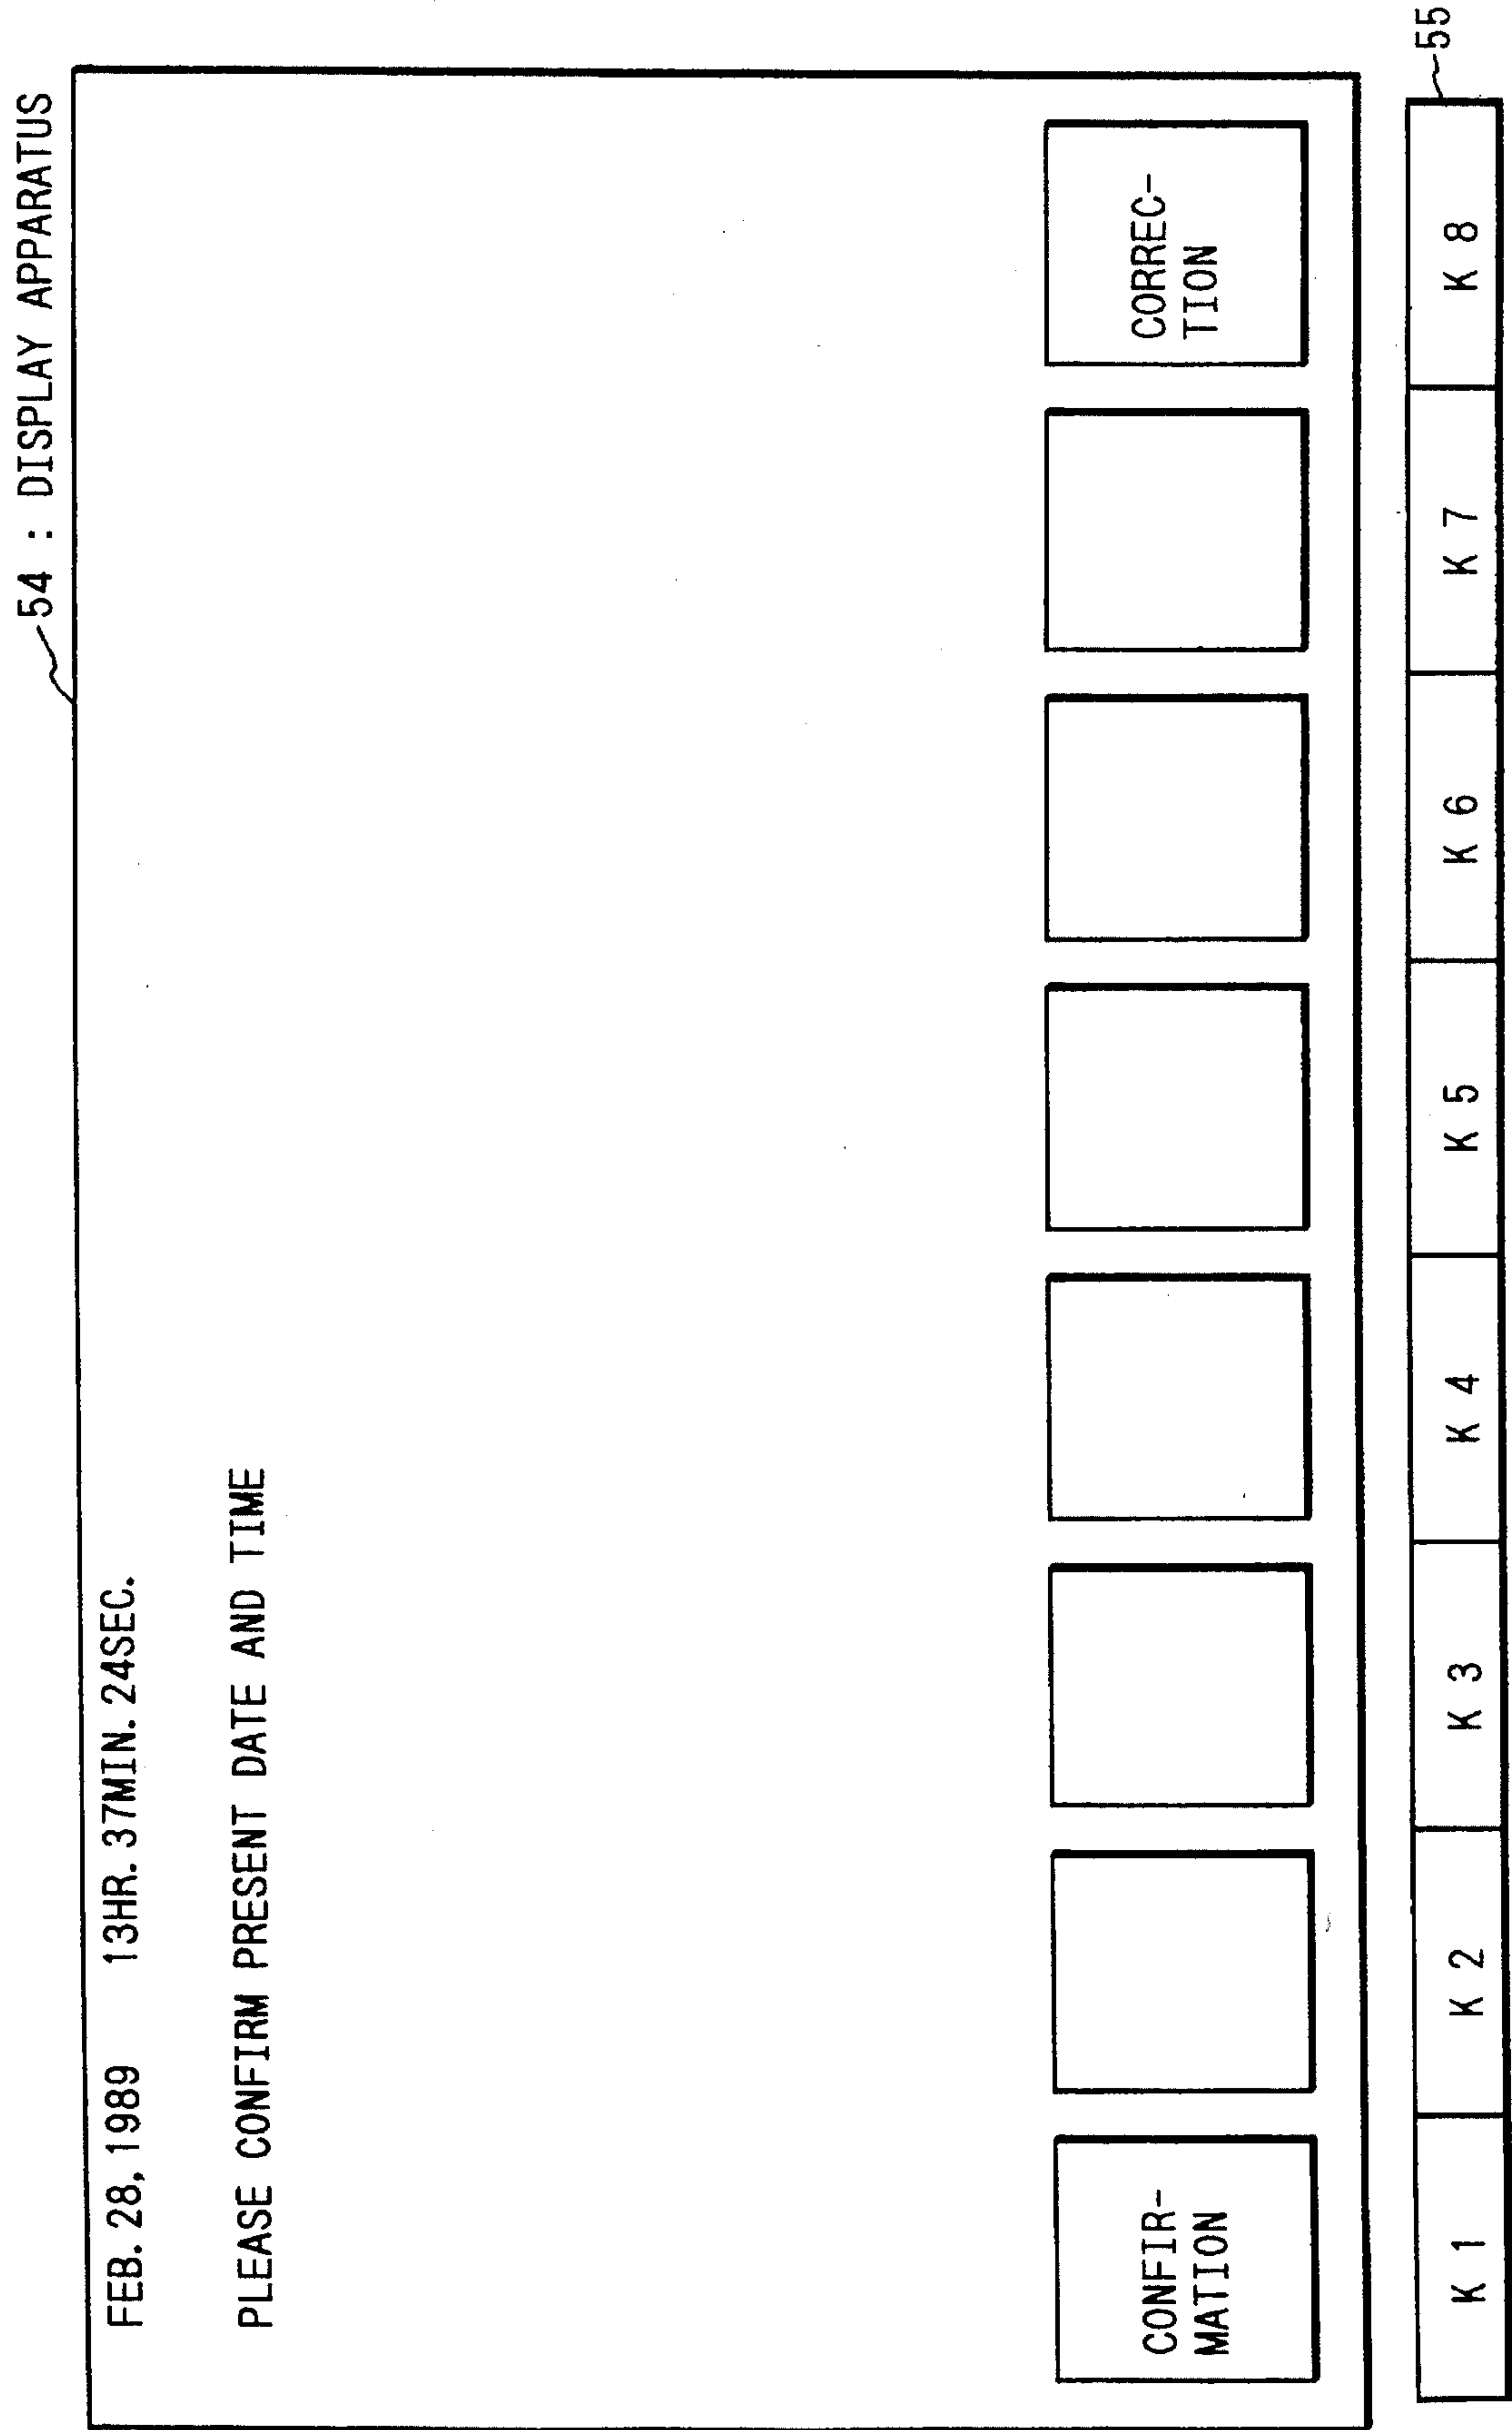 54 : DISPLAY APPARATUS
FEB. 28, 1989 13HR. 37MIN. 24SEC.
PLEASE CONFIRM PRESENT DATE AND TIME
CONFIR-
MATION
CORREC-
TION
K 1 K 2 K 3 K 4 K 5 K 6 K 7 K 8
55